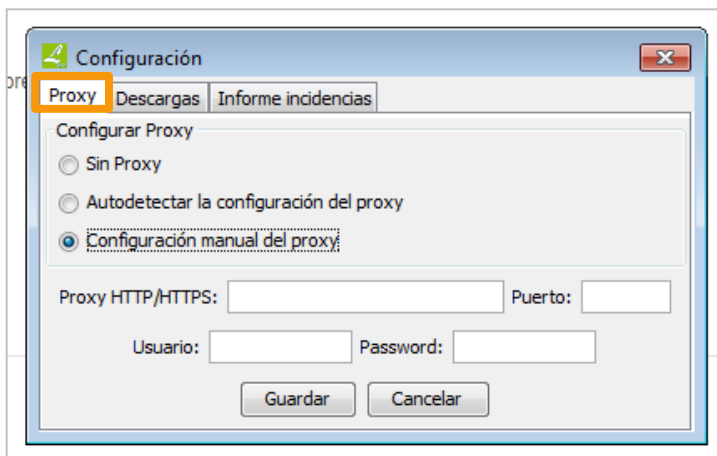 Configuración
Proxy Descargas Informe incidencias
Configurar Proxy
Sin Proxy
Autodetectar la configuración del proxy
Configuración manual del proxy
Proxy HTTP/HTTPS: Puerto:
Usuario: Password:
Guardar Cancelar